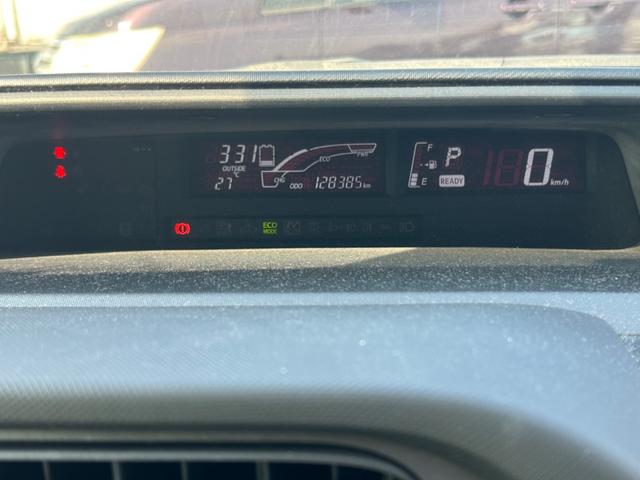 331
OUTSIDE
27 °C
CHG ECO PWR
ODO 128385 km
F
E
P
READY
0 km/h
ECO
MODE